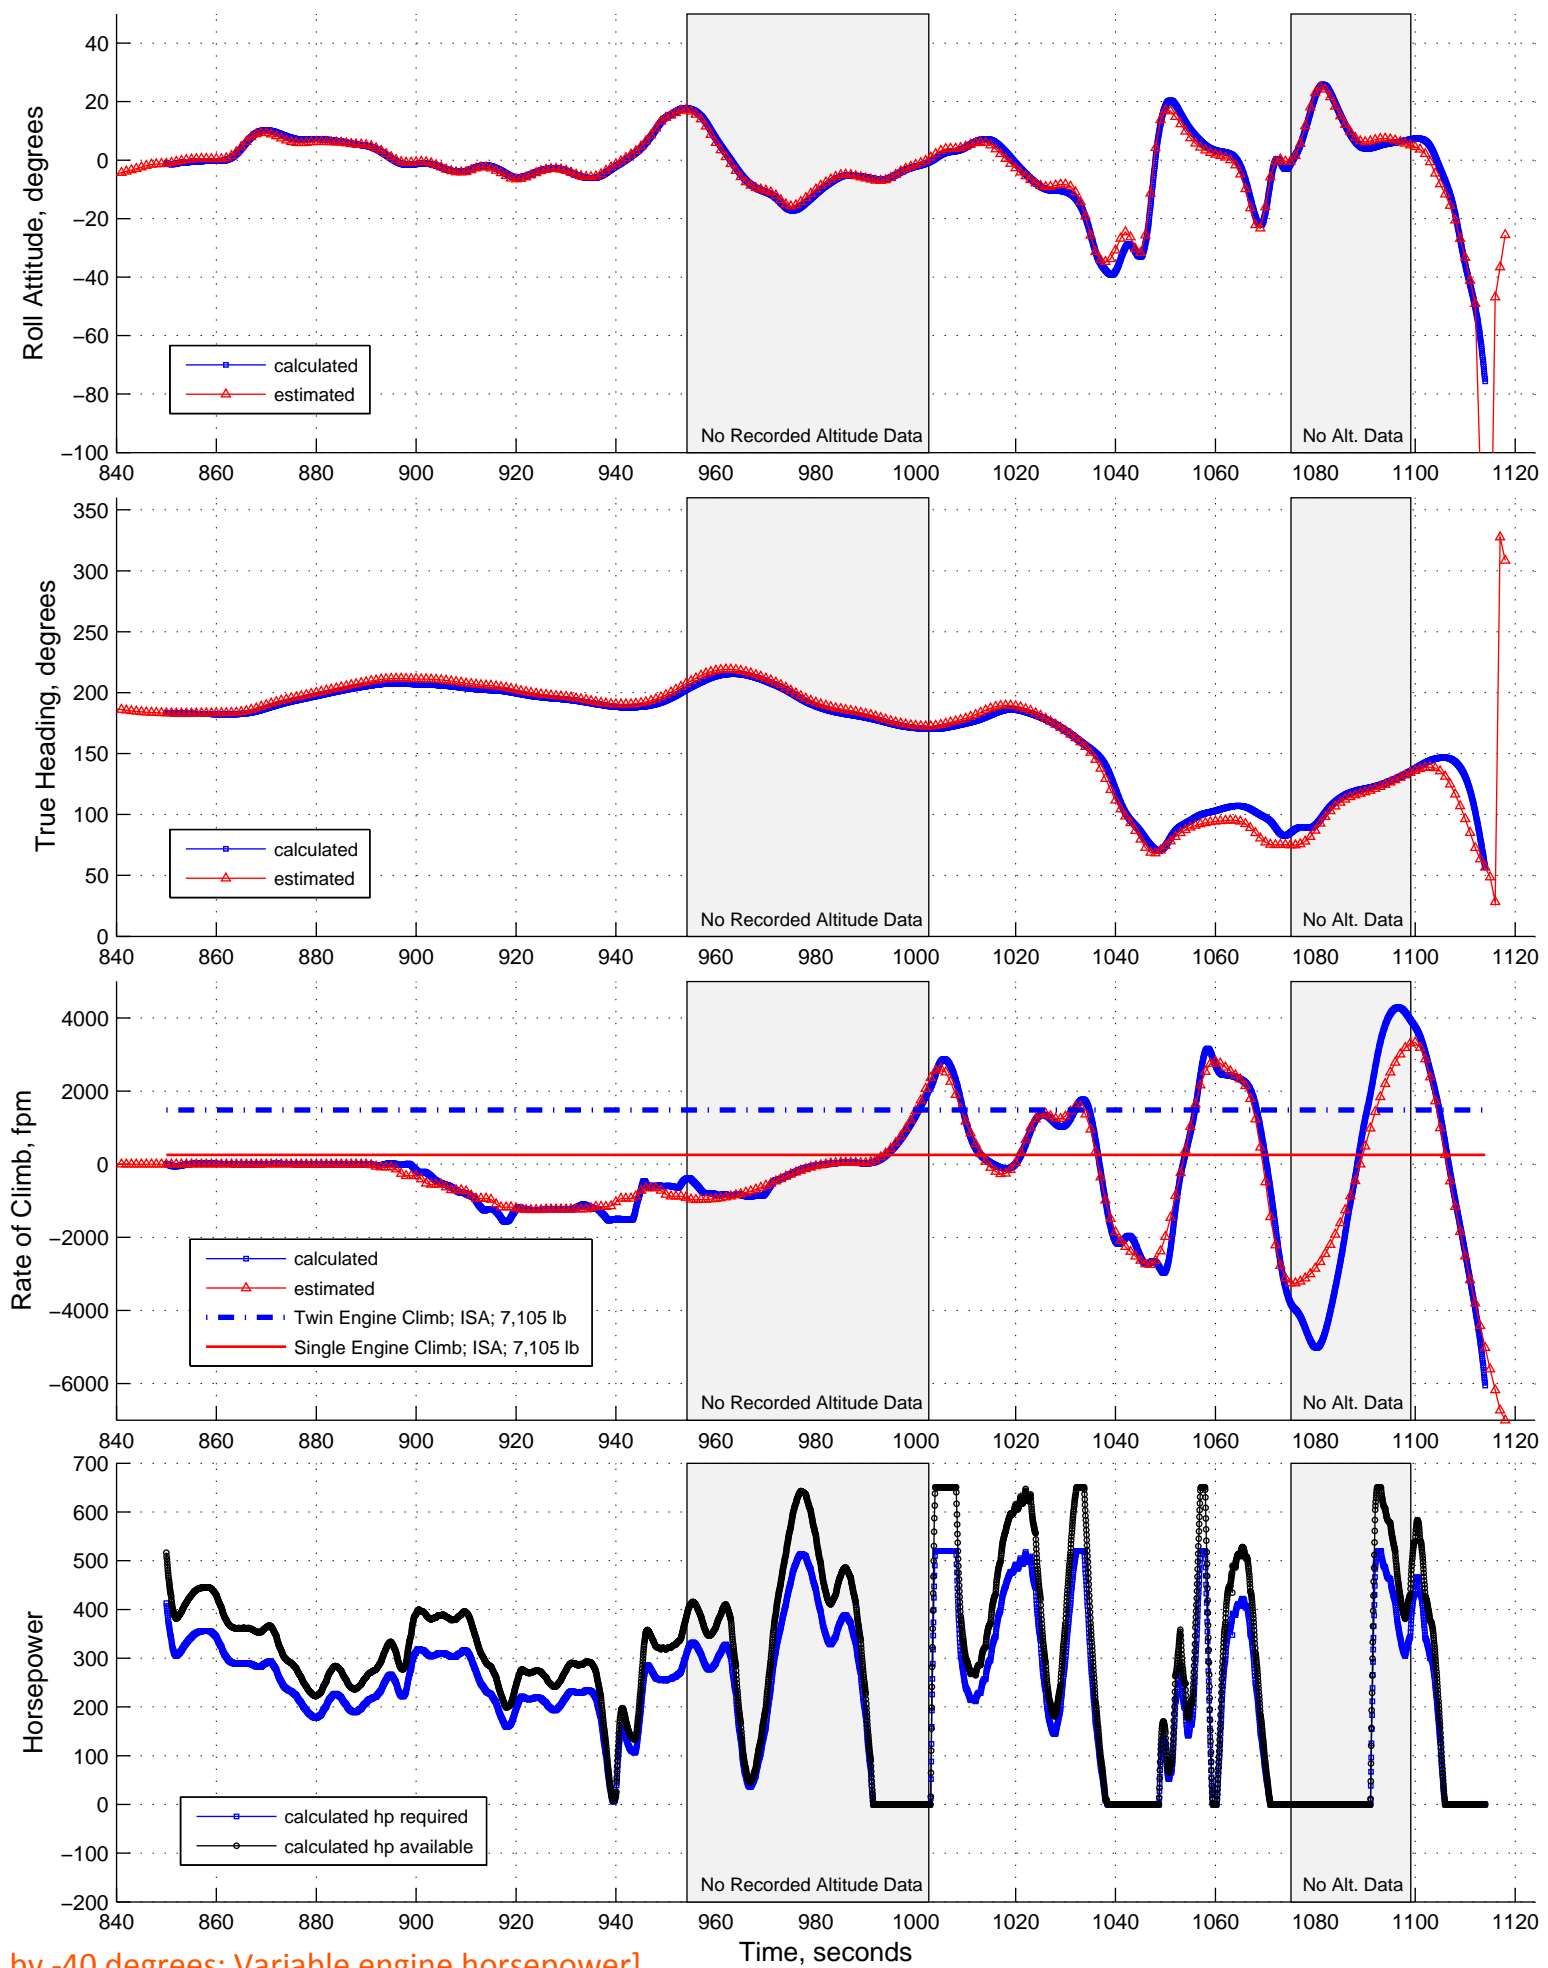 Roll Attitude, degrees
40
20
0
−20
−40
−60
−80
−100
calculated
estimated
No Recorded Altitude Data
No Alt. Data
840 860 880 900 920 940 960 980 1000 1020 1040 1060 1080 1100 1120
True Heading, degrees
350
300
250
200
150
100
50
0
calculated
estimated
No Recorded Altitude Data
No Alt. Data
840 860 880 900 920 940 960 980 1000 1020 1040 1060 1080 1100 1120
Rate of Climb, fpm
4000
2000
0
−2000
−4000
−6000
calculated
estimated
Twin Engine Climb; ISA; 7,105 lb
Single Engine Climb; ISA; 7,105 lb
No Recorded Altitude Data
No Alt. Data
840 860 880 900 920 940 960 980 1000 1020 1040 1060 1080 1100 1120
Horsepower
700
600
500
400
300
200
100
0
−100
−200
calculated hp required
calculated hp available
No Recorded Altitude Data
No Alt. Data
840 860 880 900 920 940 960 980 1000 1020 1040 1060 1080 1100 1120
Time, seconds
by -40 degrees; Variable engine horsepower]